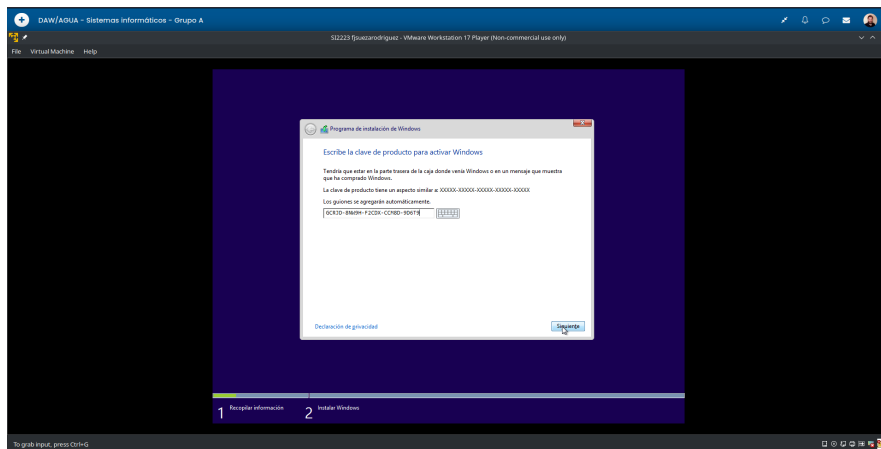 DAW/AGUA - Sistemas informáticos - Grupo A
SI2223 fjsuezarodriguez - VMware Workstation 17 Player (Non-commercial use only)
File Virtual Machine Help
Programa de instalación de Windows
Escribe la clave de producto para activar Windows
Tendría que estar en la parte trasera de la caja donde venía Windows o en un mensaje que muestra
que ha comprado Windows.
La clave de producto tiene un aspecto similar a: XXXXX-XXXXX-XXXXX-XXXXX-XXXXX
Los guiones se agregarán automáticamente.
Declaración de privacidad
Siguiente
1 Recopilar información
2 Instalar Windows
To grab input, press Ctrl+G